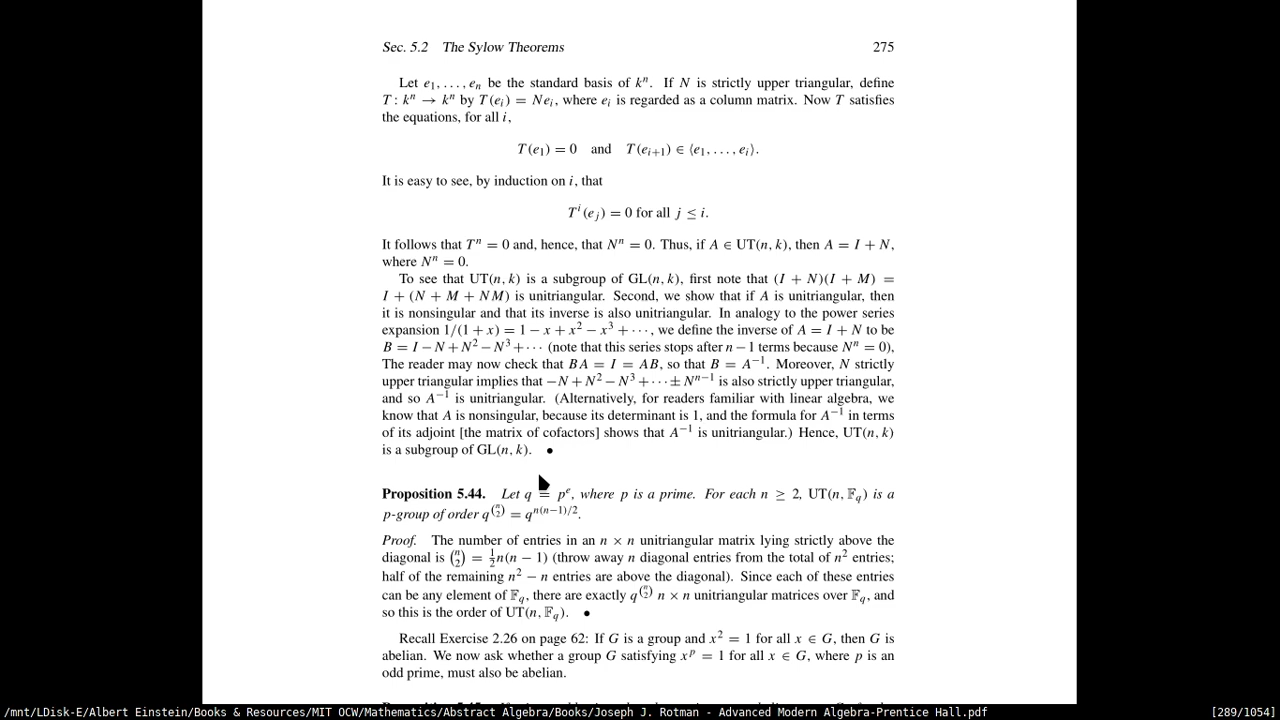 Sec. 5.2 The Sylow Theorems 275
Let e₁, . . . , eₙ be the standard basis of kⁿ. If N is strictly upper triangular, define
T : kⁿ → kⁿ by T(eᵢ) = Neᵢ, where eᵢ is regarded as a column matrix. Now T satisfies
the equations, for all i,
T(e₁) = 0 and T(eᵢ₊₁) ∈ ⟨e₁, . . . , eᵢ⟩.
It is easy to see, by induction on i, that
Tⁱ(eⱼ) = 0 for all j ≤ i.
It follows that Tⁿ = 0 and, hence, that Nⁿ = 0. Thus, if A ∈ UT(n, k), then A = I + N,
where Nⁿ = 0.
To see that UT(n, k) is a subgroup of GL(n, k), first note that (I + N)(I + M) =
I + (N + M + NM) is unitriangular. Second, we show that if A is unitriangular, then
it is nonsingular and that its inverse is also unitriangular. In analogy to the power series
expansion 1/(1 + x) = 1 − x + x² − x³ + · · · , we define the inverse of A = I + N to be
B = I − N + N² − N³ + · · · (note that this series stops after n − 1 terms because Nⁿ = 0),
The reader may now check that BA = I = AB, so that B = A⁻¹. Moreover, N strictly
upper triangular implies that −N + N² − N³ + · · · ± Nⁿ⁻¹ is also strictly upper triangular,
and so A⁻¹ is unitriangular. (Alternatively, for readers familiar with linear algebra, we
know that A is nonsingular, because its determinant is 1, and the formula for A⁻¹ in terms
of its adjoint [the matrix of cofactors] shows that A⁻¹ is unitriangular.) Hence, UT(n, k)
is a subgroup of GL(n, k). •
Proposition 5.44. Let q = pᵉ, where p is a prime. For each n ≥ 2, UT(n, 𝔽_q) is a
p-group of order q^(n 2) = q^{n(n−1)/2}.
Proof. The number of entries in an n × n unitriangular matrix lying strictly above the
diagonal is (n 2) = ½n(n − 1) (throw away n diagonal entries from the total of n² entries;
half of the remaining n² − n entries are above the diagonal). Since each of these entries
can be any element of 𝔽_q, there are exactly q^(n 2) n × n unitriangular matrices over 𝔽_q, and
so this is the order of UT(n, 𝔽_q). •
Recall Exercise 2.26 on page 62: If G is a group and x² = 1 for all x ∈ G, then G is
abelian. We now ask whether a group G satisfying xᵖ = 1 for all x ∈ G, where p is an
odd prime, must also be abelian.
/mnt/LDisk-E/Albert Einstein/Books & Resources/MIT OCW/Mathematics/Abstract Algebra/Books/Joseph J. Rotman - Advanced Modern Algebra-Prentice Hall.pdf [289/1054]